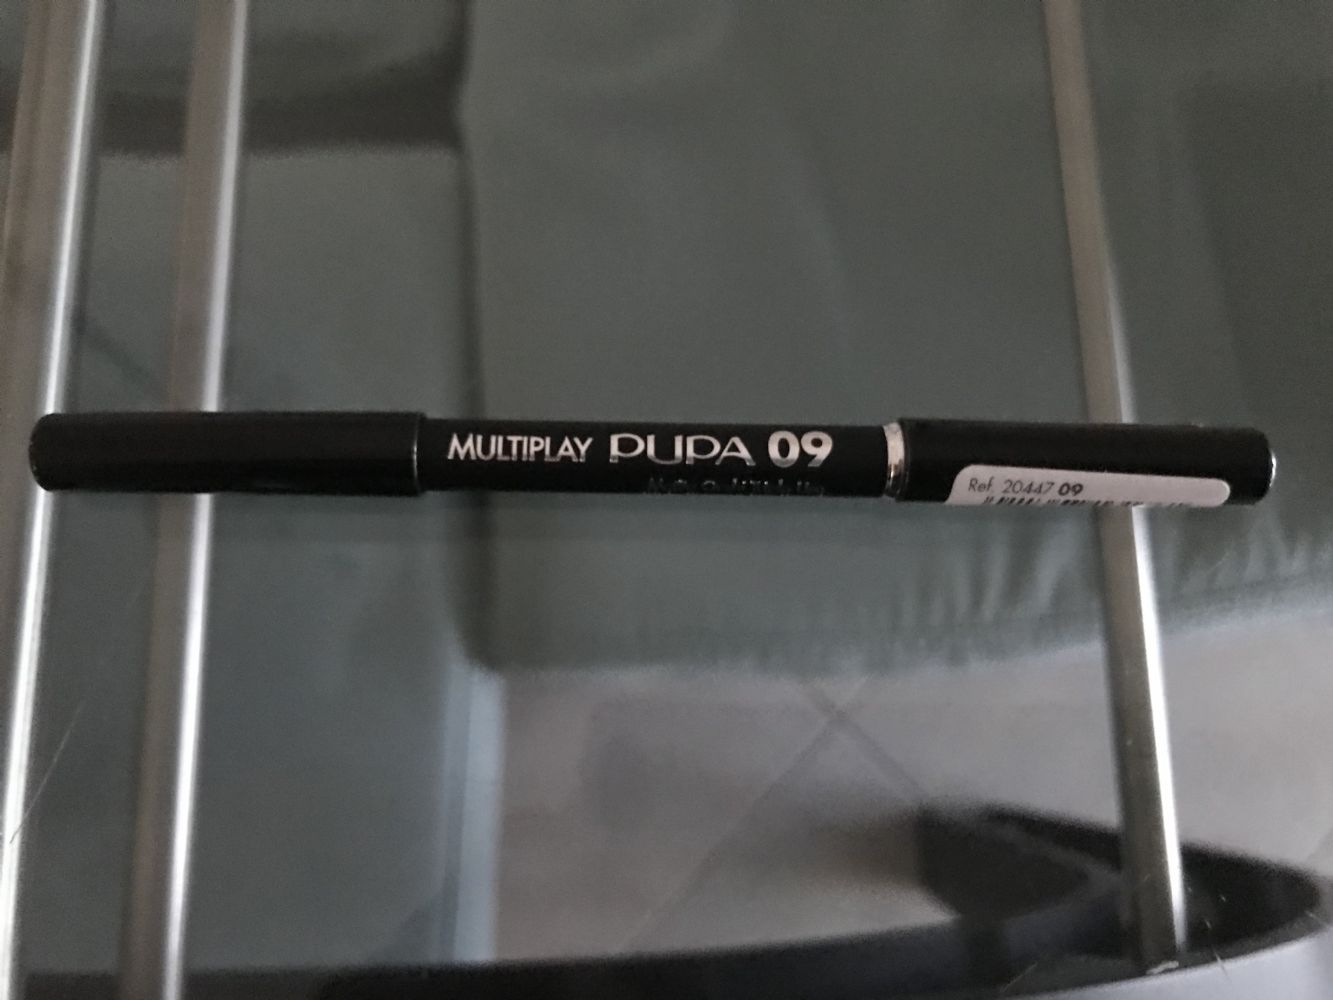 MULTIPLAY PUPA 09
Ref. 20447 09